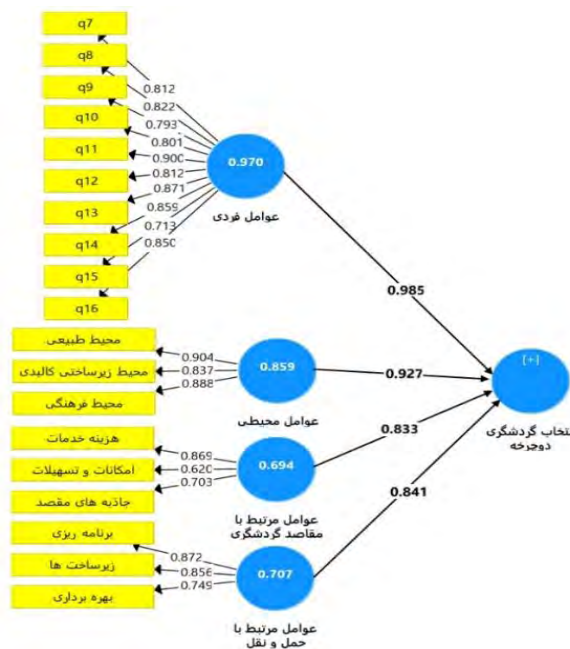 q7
q8
q9
q10
q11
q12
q13
q14
q15
q16
0.812
0.822
0.793
0.801
0.900
0.812
0.871
0.859
0.713
0.850
0.970
عوامل فردی
0.985
محیط طبیعی
محیط زیرساختی کالبدی
محیط فرهنگی
0.904
0.837
0.888
0.859
عوامل محیطی
0.927
[+]
نتخاب گردشگری
دوچرخه
هزینه خدمات
امکانات و تسهیلات
جاذبه های مقصد
0.869
0.620
0.703
0.694
عوامل مرتبط با
مقاصد گردشگری
0.833
برنامه ریزی
زیرساخت ها
بهره برداری
0.872
0.856
0.749
0.707
عوامل مرتبط با
حمل و نقل
0.841